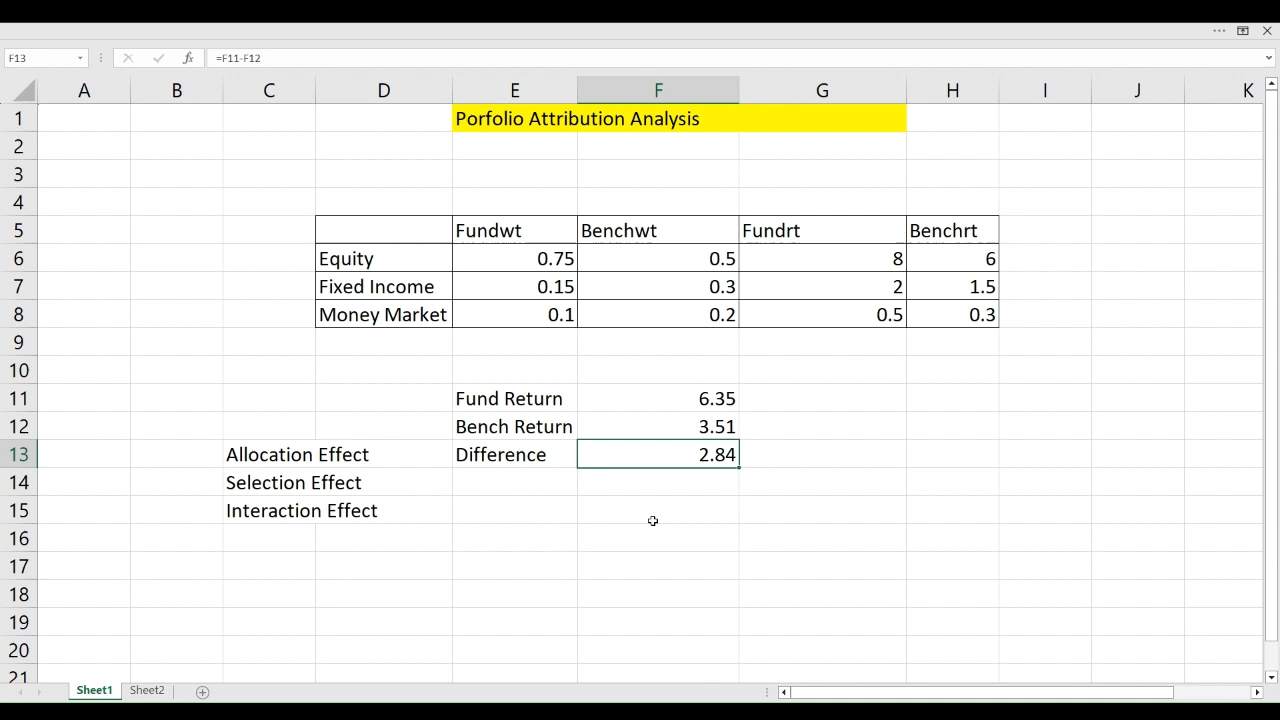 F13 =F11-F12
A B C D E F G H I J K
1 Porfolio Attribution Analysis
2
3
4
5 Fundwt Benchwt Fundrt Benchrt
6 Equity 0.75 0.5 8 6
7 Fixed Income 0.15 0.3 2 1.5
8 Money Market 0.1 0.2 0.5 0.3
9
10
11 Fund Return 6.35
12 Bench Return 3.51
13 Allocation Effect Difference 2.84
14 Selection Effect
15 Interaction Effect
16
17
18
19
20
21
Sheet1 Sheet2